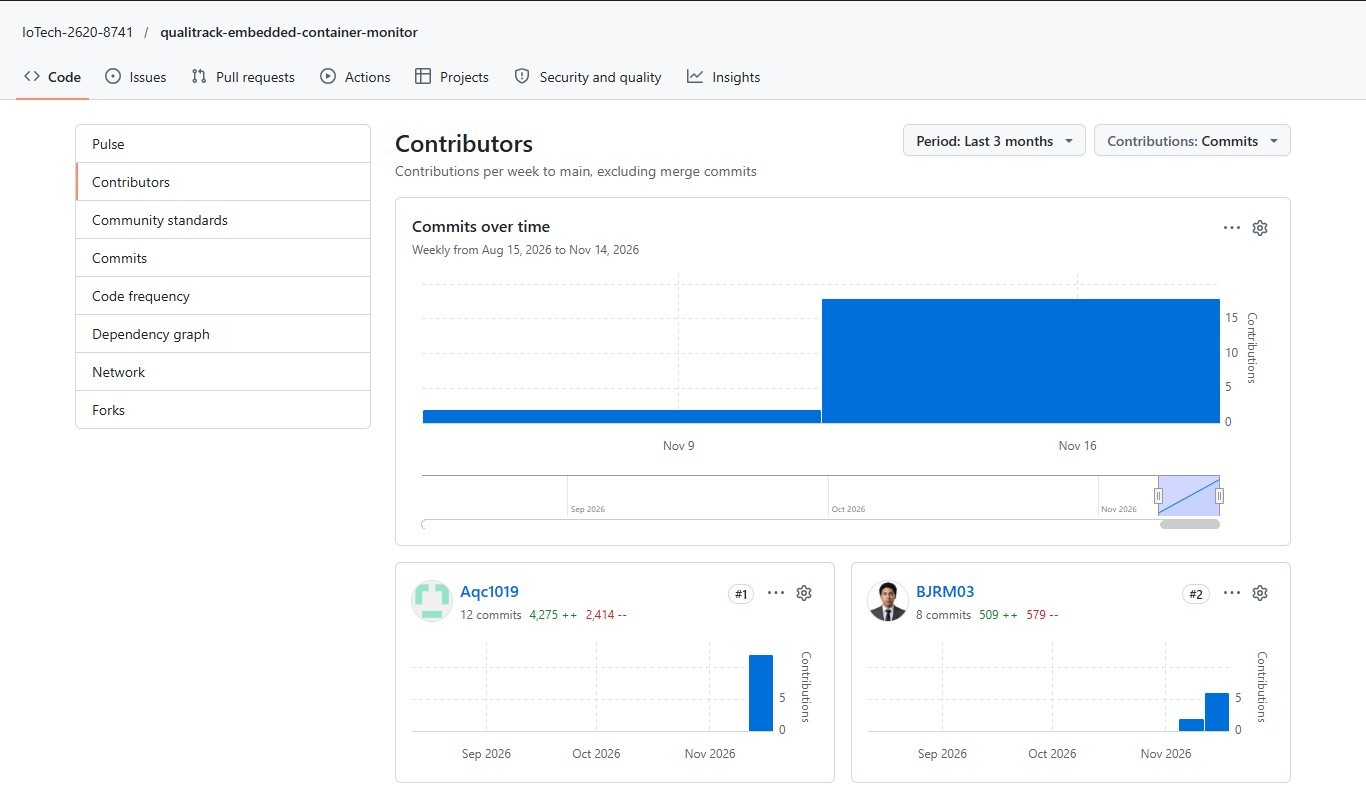 IoTech-2620-8741 / qualitrack-embedded-container-monitor
Code Issues Pull requests Actions Projects Security and quality Insights
Pulse
Contributors
Community standards
Commits
Code frequency
Dependency graph
Network
Forks
Contributors
Contributions per week to main, excluding merge commits
Period: Last 3 months
Contributions: Commits
Commits over time
Weekly from Aug 15, 2026 to Nov 14, 2026
15
10
5
0
Contributions
Nov 9 Nov 16
Sep 2026 Oct 2026 Nov 2026
Aqc1019
#1
12 commits 4,275 ++ 2,414 --
5
0
Contributions
Sep 2026 Oct 2026 Nov 2026
BJRM03
#2
8 commits 509 ++ 579 --
5
0
Contributions
Sep 2026 Oct 2026 Nov 2026